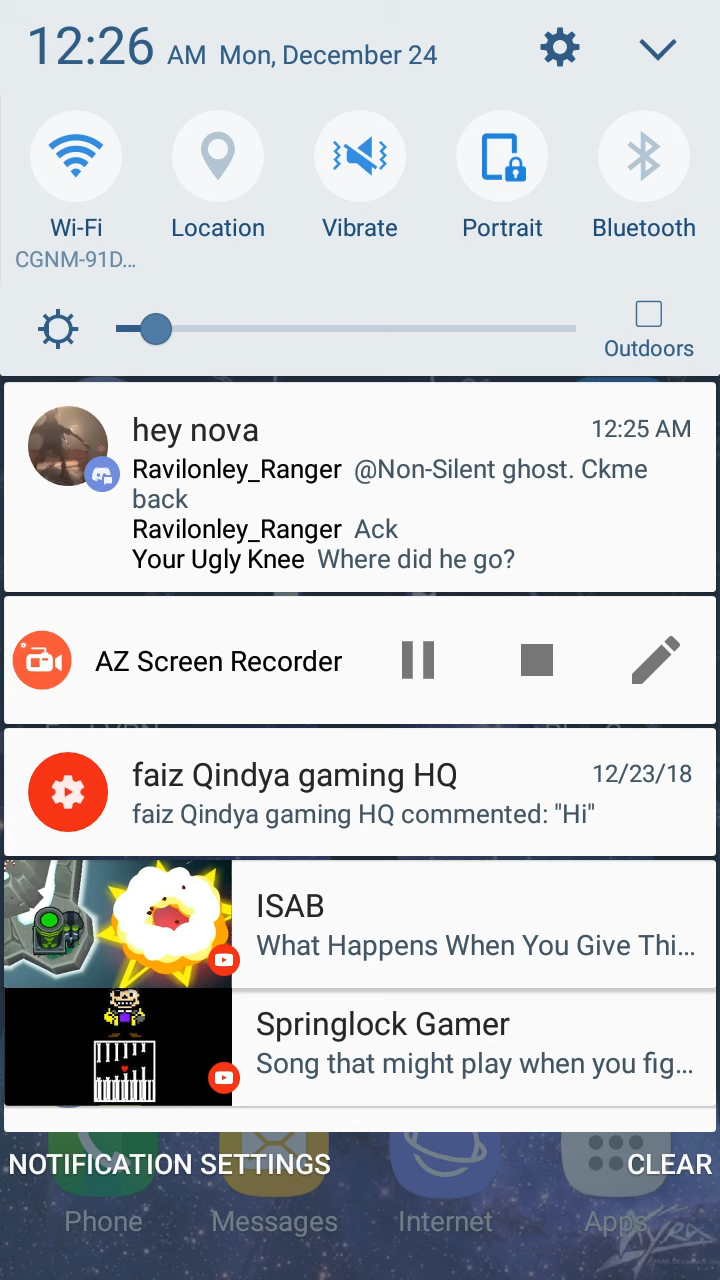 12:26 AM Mon, December 24
Wi-Fi Location Vibrate Portrait Bluetooth
CGNM-91D...
Outdoors
hey nova 12:25 AM
Ravilonley_Ranger @Non-Silent ghost. Ckme
back
Ravilonley_Ranger Ack
Your Ugly Knee Where did he go?
AZ Screen Recorder
faiz Qindya gaming HQ 12/23/18
faiz Qindya gaming HQ commented: "Hi"
ISAB
What Happens When You Give Thi...
Springlock Gamer
Song that might play when you fig...
NOTIFICATION SETTINGS CLEAR
Phone Messages Internet Apps